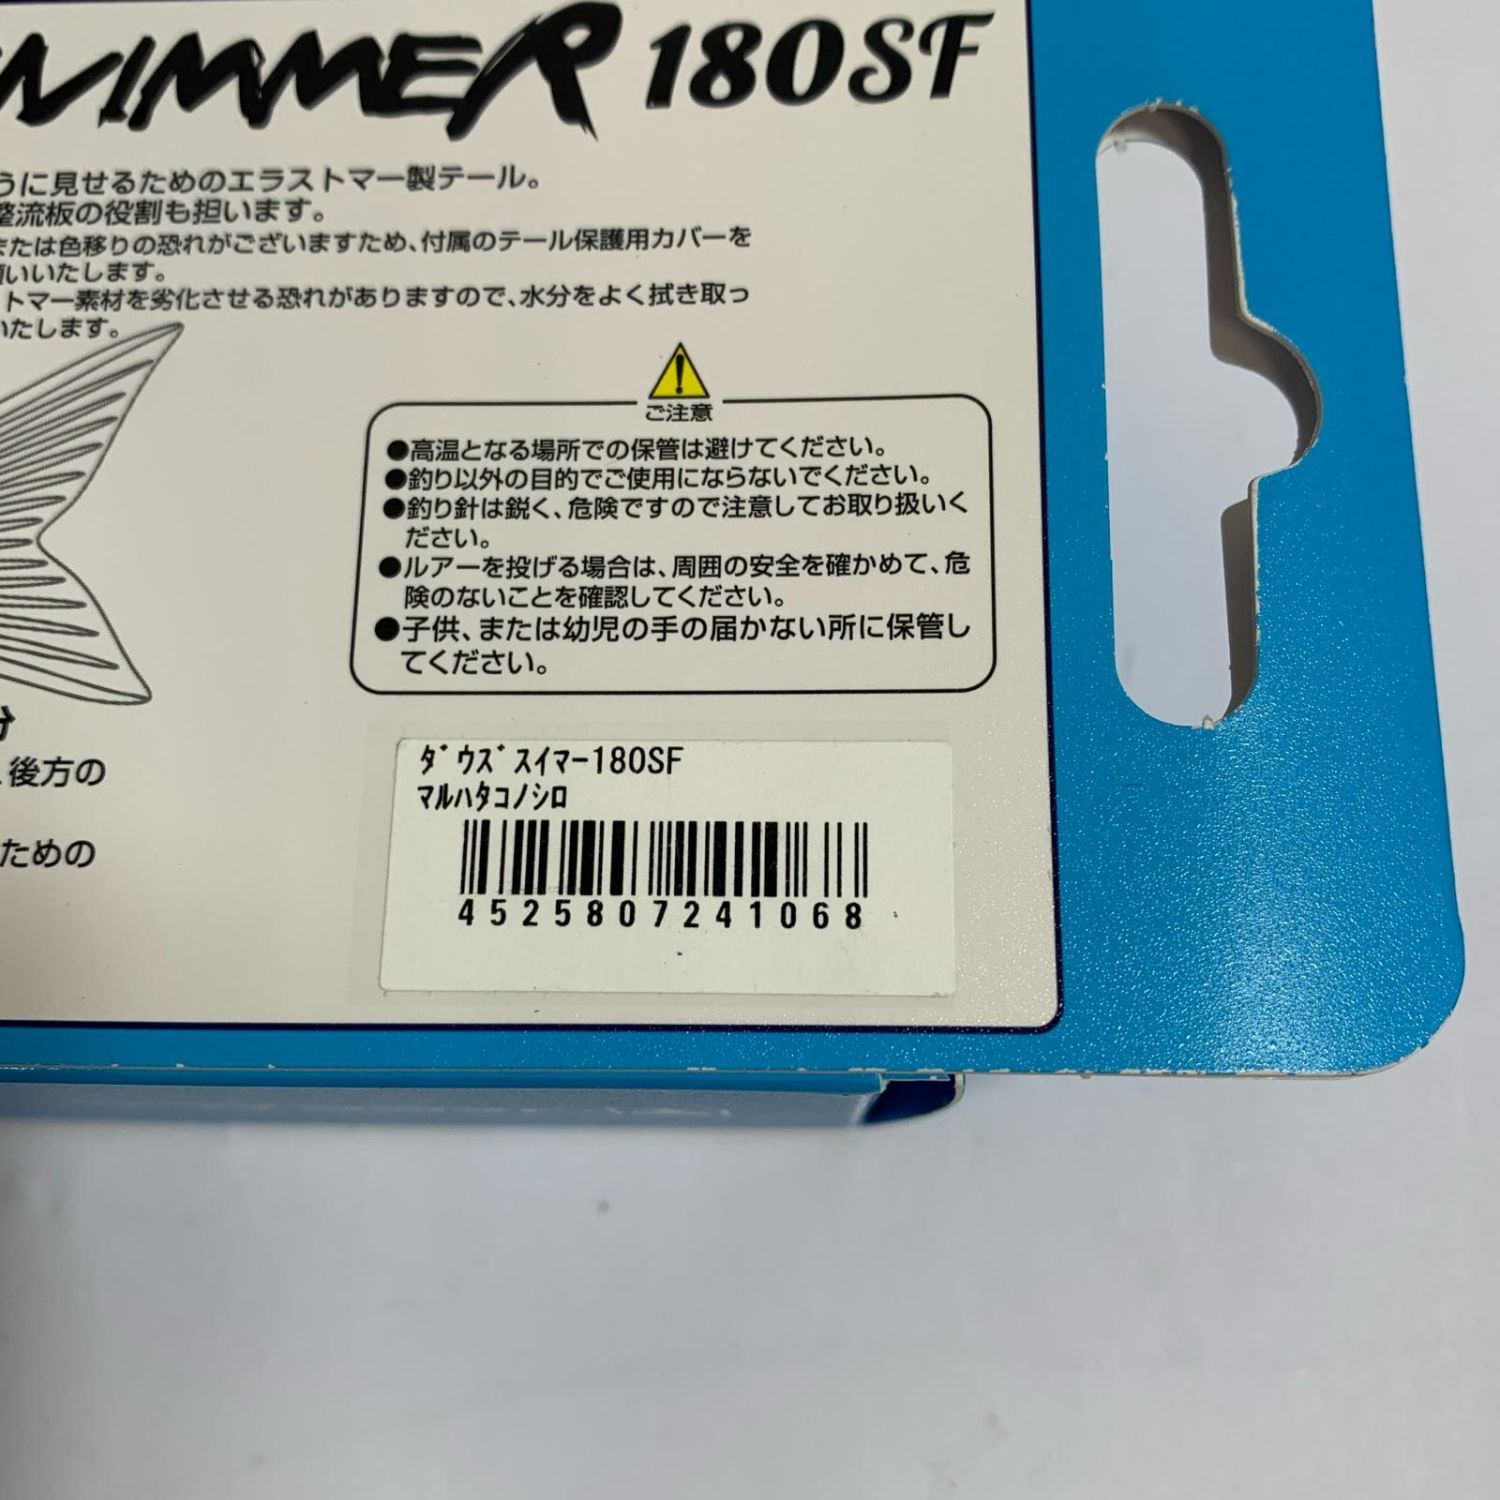 WIMMER 180SF
うに見せるためのエラストマー製テール。
整流板の役割も担います。
または色移りの恐れがございますため、付属のテール保護用カバーを
願いいたします。
トマー素材を劣化させる恐れがありますので、水分をよく拭き取っ
いたします。
ご注意
●高温となる場所での保管は避けてください。
●釣り以外の目的でご使用にならないでください。
●釣り針は鋭く、危険ですので注意してお取り扱いく
ださい。
●ルアーを投げる場合は、周囲の安全を確かめて、危
険のないことを確認してください。
●子供、または幼児の手の届かない所に保管し
てください。
分
、後方の
ための
ﾀﾞｳｽﾞｽｲﾏｰ180SF
ﾏﾙﾊﾀｺﾉｼﾛ
4525807241068